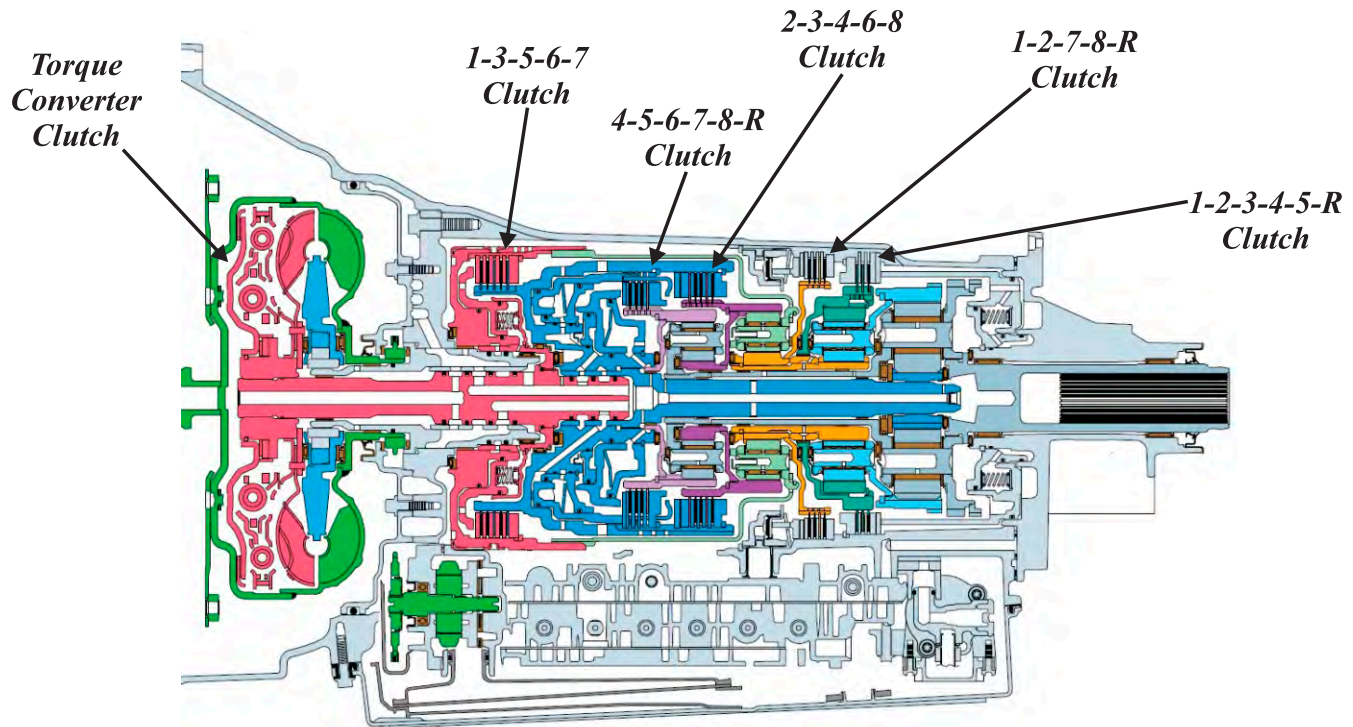 Torque
Converter
Clutch
1-3-5-6-7
Clutch
4-5-6-7-8-R
Clutch
2-3-4-6-8
Clutch
1-2-7-8-R
Clutch
1-2-3-4-5-R
Clutch